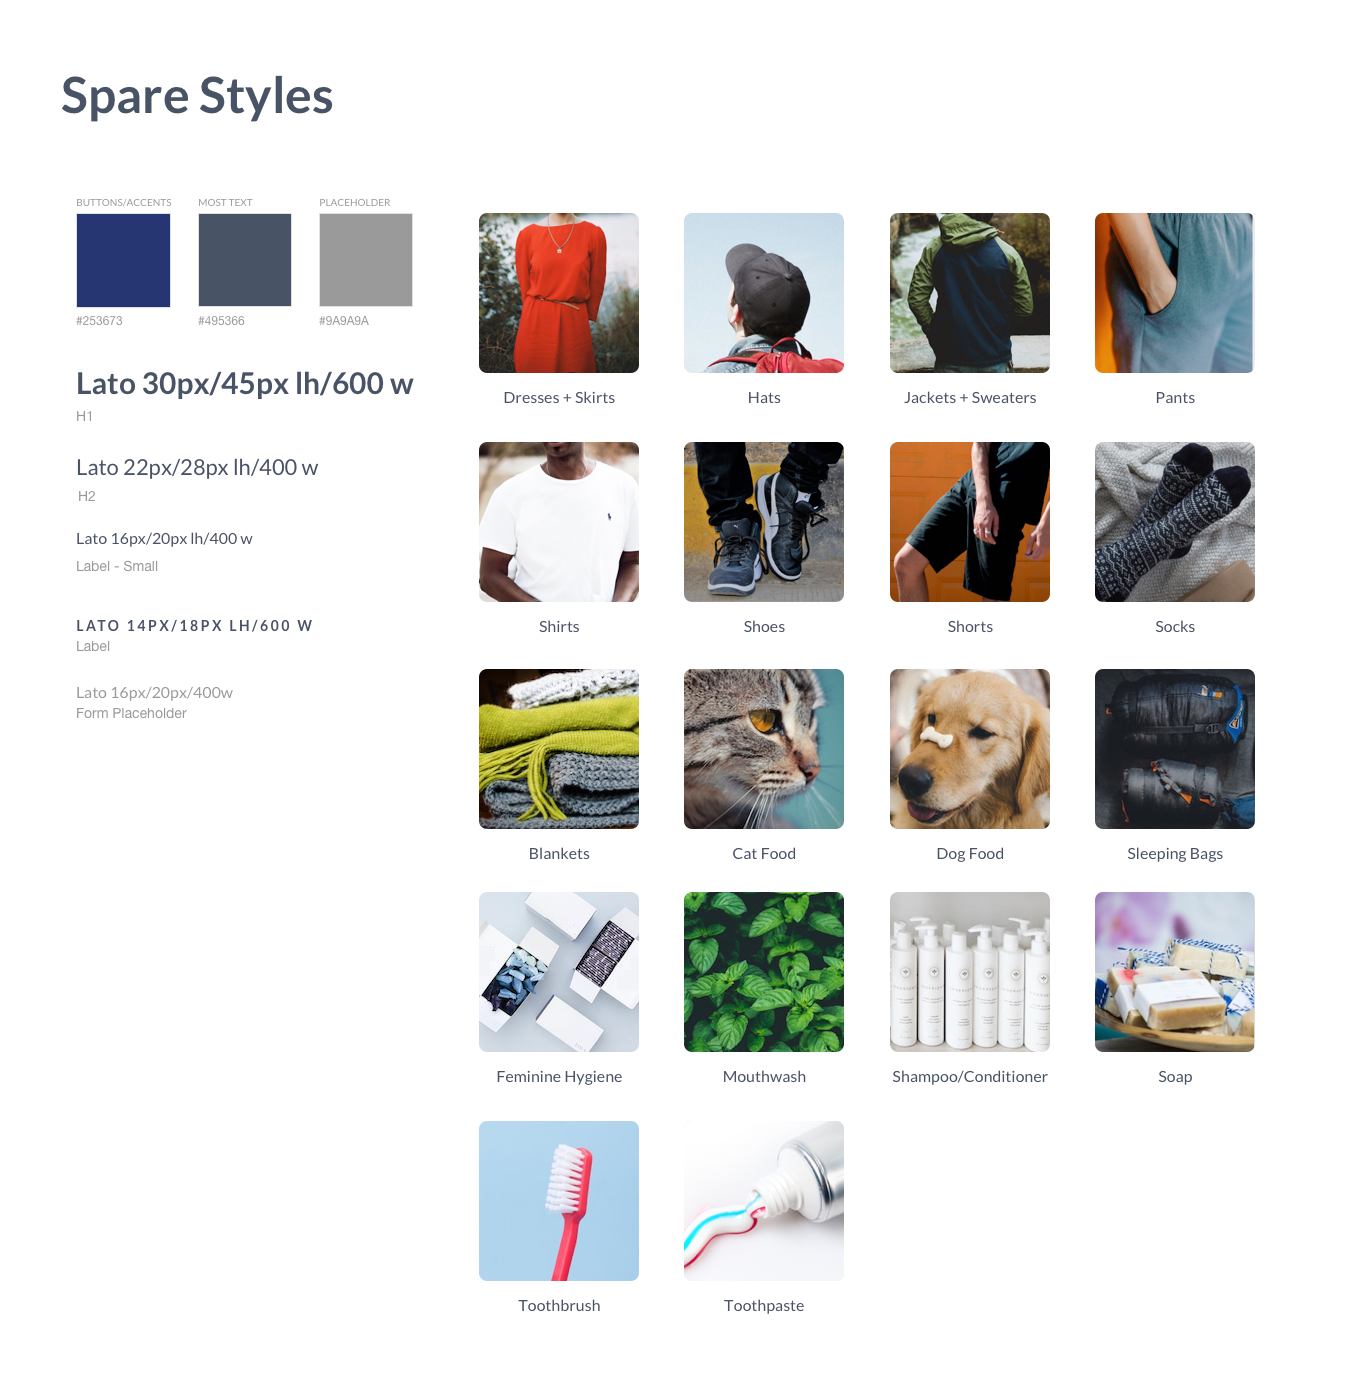 Spare Styles
BUTTONS/ACCENTS
MOST TEXT
PLACEHOLDER
#253673
#495366
#9A9A9A
Lato 30px/45px lh/600 w
H1
Lato 22px/28px lh/400 w
H2
Lato 16px/20px lh/400 w
Label - Small
LATO 14PX/18PX LH/600 W
Label
Lato 16px/20px/400w
Form Placeholder
Dresses + Skirts
Hats
Jackets + Sweaters
Pants
Shirts
Shoes
Shorts
Socks
Blankets
Cat Food
Dog Food
Sleeping Bags
Feminine Hygiene
Mouthwash
Shampoo/Conditioner
Soap
Toothbrush
Toothpaste